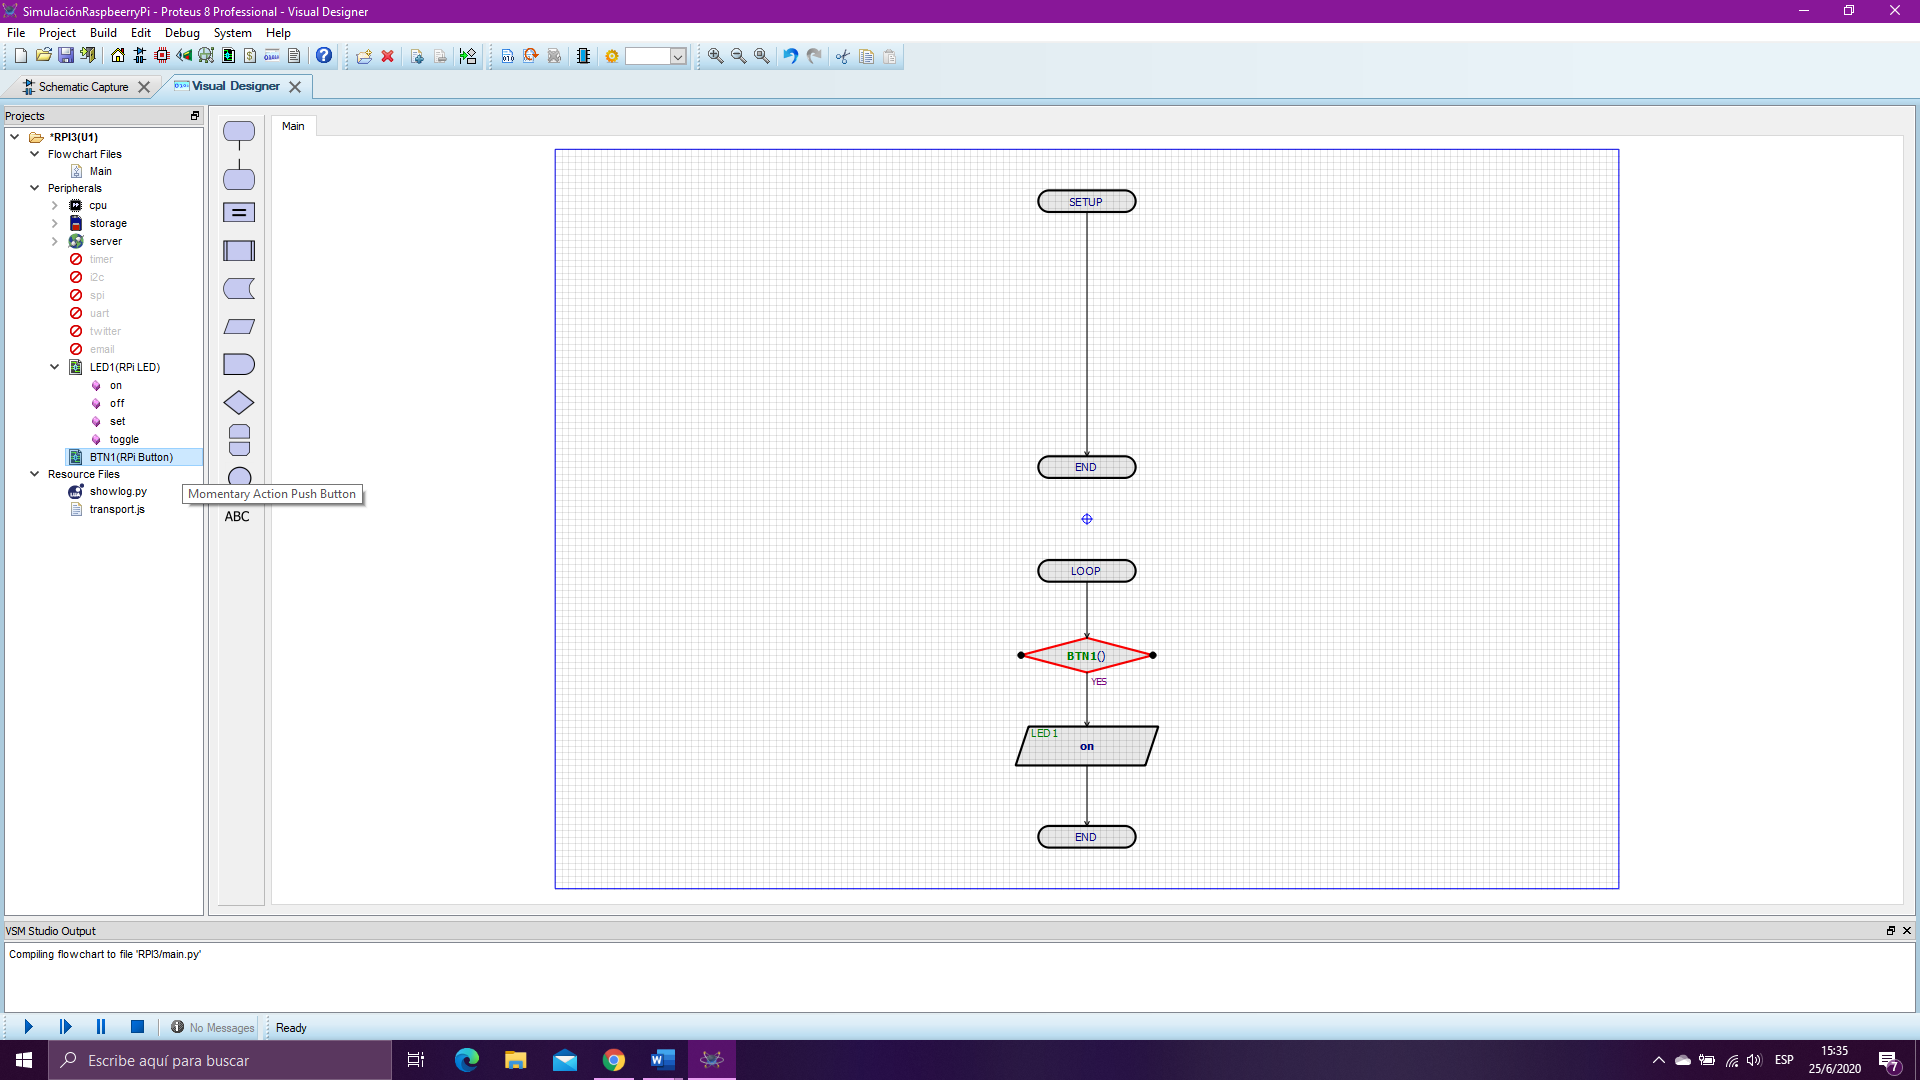 SimulaciónRaspbeerryPi - Proteus 8 Professional - Visual Designer
File Project Build Edit Debug System Help
Schematic Capture
Visual Designer
Projects
*RPI3(U1)
Flowchart Files
Main
Peripherals
cpu
storage
server
timer
i2c
spi
uart
twitter
email
LED1(RPi LED)
on
off
set
toggle
BTN1(RPi Button)
Resource Files
showlog.py
transport.js
Momentary Action Push Button
ABC
Main
SETUP
END
LOOP
BTN1()
YES
LED1
on
END
VSM Studio Output
Compiling flowchart to file 'RPI3/main.py'
No Messages
Ready
Escribe aquí para buscar
ESP
15:35
25/6/2020
7